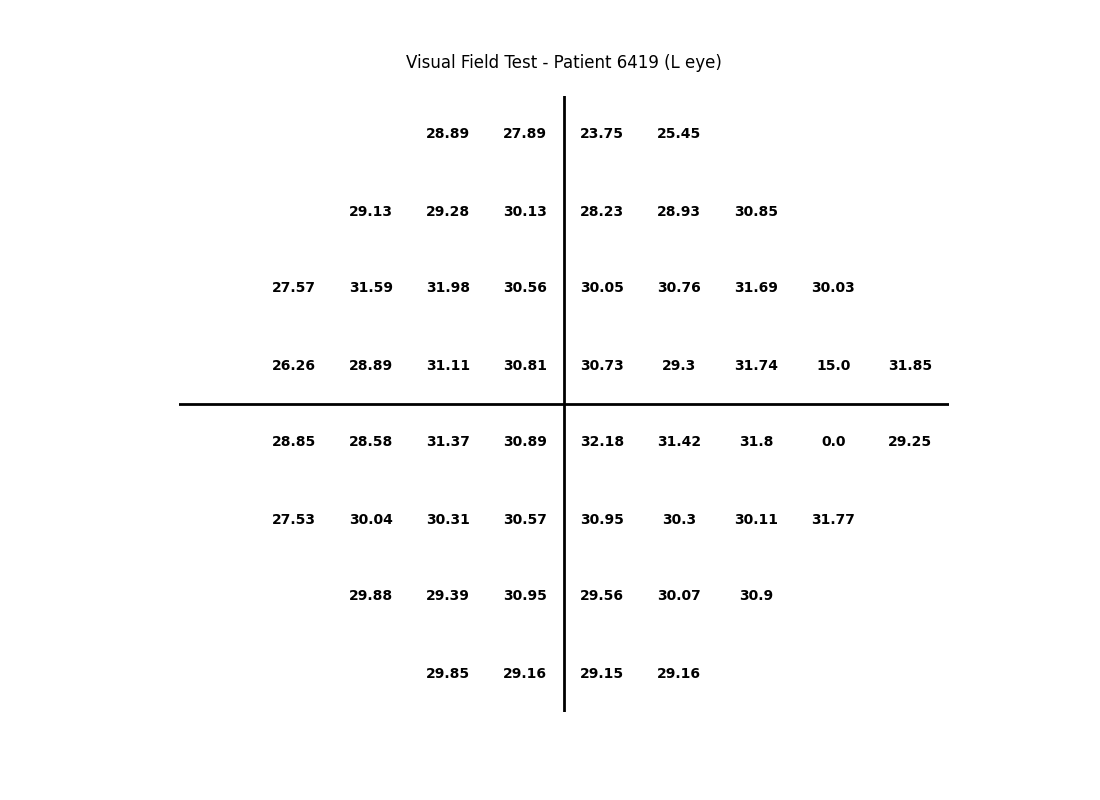 Visual Field Test - Patient 6419 (L eye)
28.89 27.89 23.75 25.45
29.13 29.28 30.13 28.23 28.93 30.85
27.57 31.59 31.98 30.56 30.05 30.76 31.69 30.03
26.26 28.89 31.11 30.81 30.73 29.3 31.74 15.0 31.85
28.85 28.58 31.37 30.89 32.18 31.42 31.8 0.0 29.25
27.53 30.04 30.31 30.57 30.95 30.3 30.11 31.77
29.88 29.39 30.95 29.56 30.07 30.9
29.85 29.16 29.15 29.16